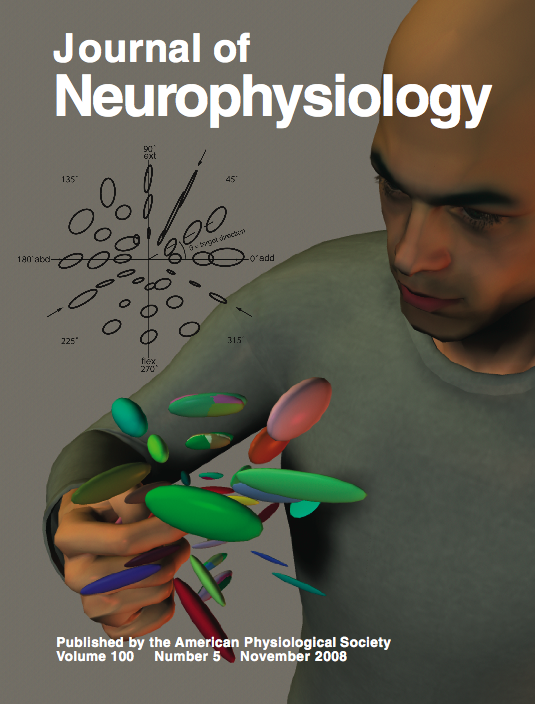 Journal of
Neurophysiology
90°
ext
135°
45°
θ = target direction
180°abd
0°add
225°
315°
flex
270°
Published by the American Physiological Society
Volume 100 Number 5 November 2008